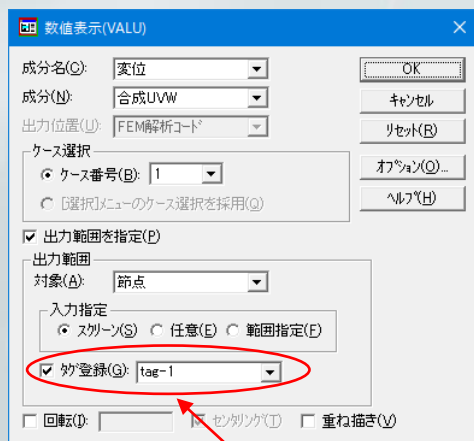 数値表示(VALU)
成分名(C): 変位
OK
成分(N): 合成UVW
キャンセル
出力位置(U): FEM解析コード
リセット(R)
ケース選択
オプション(O)...
ケース番号(B): 1
ヘルプ(H)
[選択]メニューのケース選択を採用(Q)
出力範囲を指定(P)
出力範囲
対象(A): 節点
入力指定
スクリーン(S) 任意(E) 範囲指定(F)
タグ登録(G): tag-1
回転(I): センタリング(T) 重ね描き(V)